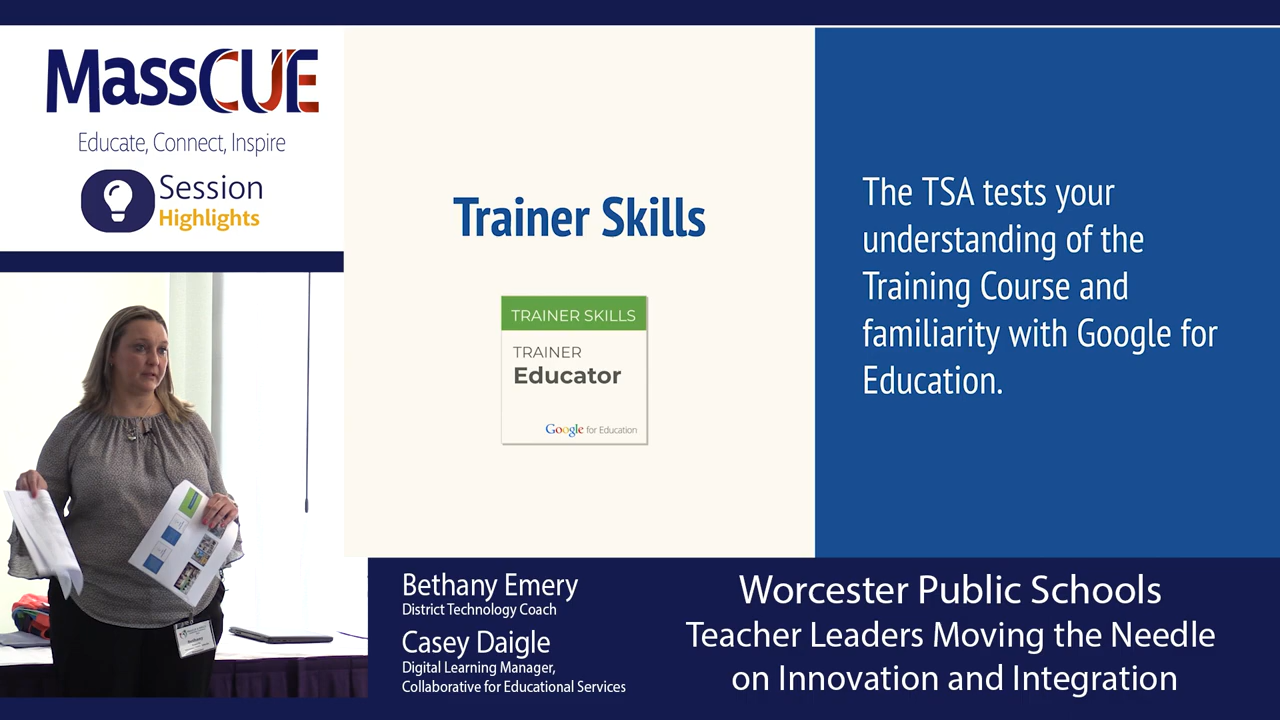 MassCUE
Educate, Connect, Inspire
Session
Highlights
Trainer Skills
TRAINER SKILLS
TRAINER
Educator
Google for Education
The TSA tests your
understanding of the
Training Course and
familiarity with Google for
Education.
Bethany Emery
District Technology Coach
Casey Daigle
Digital Learning Manager,
Collaborative for Educational Services
Worcester Public Schools
Teacher Leaders Moving the Needle
on Innovation and Integration